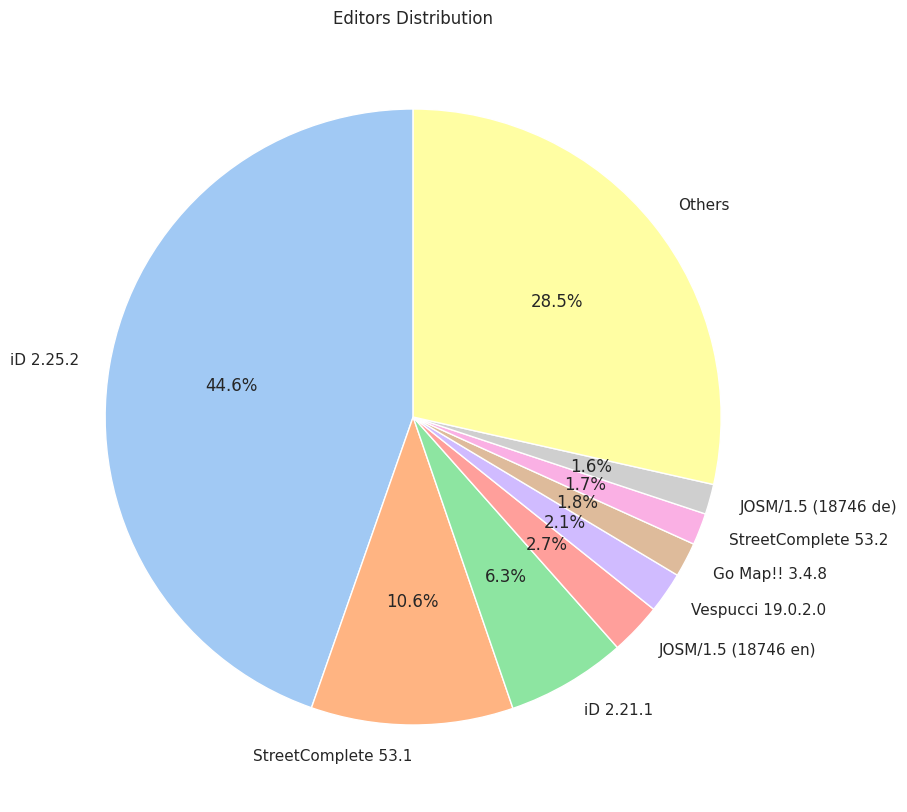 Editors Distribution
Others
28.5%
iD 2.25.2
44.6%
1.6%
JOSM/1.5 (18746 de)
1.7%
StreetComplete 53.2
1.8%
Go Map!! 3.4.8
2.1%
Vespucci 19.0.2.0
2.7%
JOSM/1.5 (18746 en)
6.3%
iD 2.21.1
10.6%
StreetComplete 53.1